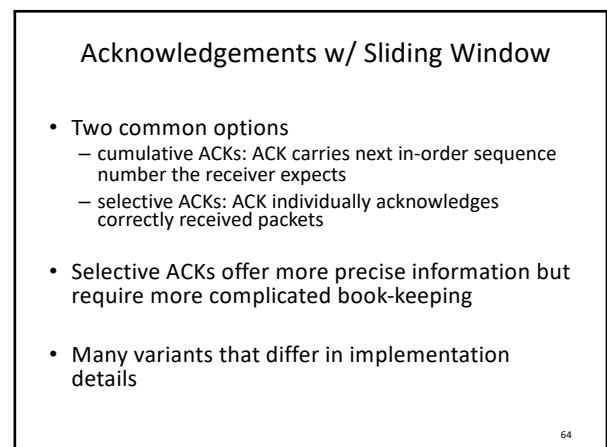 Acknowledgements w/ Sliding Window
• Two common options
– cumulative ACKs: ACK carries next in-order sequence
number the receiver expects
– selective ACKs: ACK individually acknowledges
correctly received packets
• Selective ACKs offer more precise information but
require more complicated book-keeping
• Many variants that differ in implementation
details
64